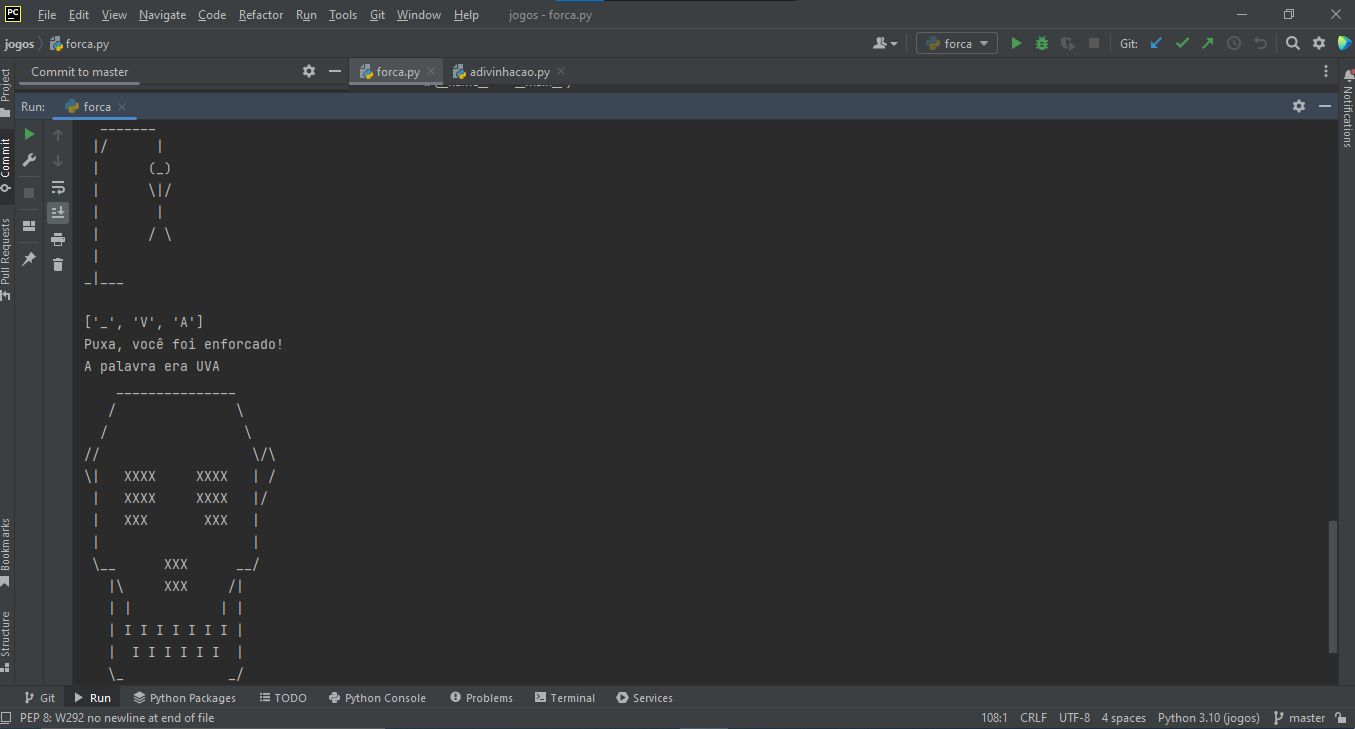 PC File Edit View Navigate Code Refactor Run Tools Git Window Help jogos - forca.py
jogos forca.py forca Git:
Commit to master forca.py adivinhacao.py
Run: forca
Project
Commit
Pull Requests
Bookmarks
Structure
Notifications
  _______
 |/      |
 |      (_)
 |      \|/
 |       |
 |      / \
 |
_|___
['_', 'V', 'A']
Puxa, você foi enforcado!
A palavra era UVA
    _______________
   /               \
  /                 \
//                   \/\
\|   XXXX     XXXX   | /
 |   XXXX     XXXX   |/
 |   XXX       XXX   |
 |                   |
 \__      XXX      __/
   |\     XXX     /|
   | |           | |
   | I I I I I I I |
   |  I I I I I I  |
   \_             _/
Git Run Python Packages TODO Python Console Problems Terminal Services
PEP 8: W292 no newline at end of file 108:1 CRLF UTF-8 4 spaces Python 3.10 (jogos) master